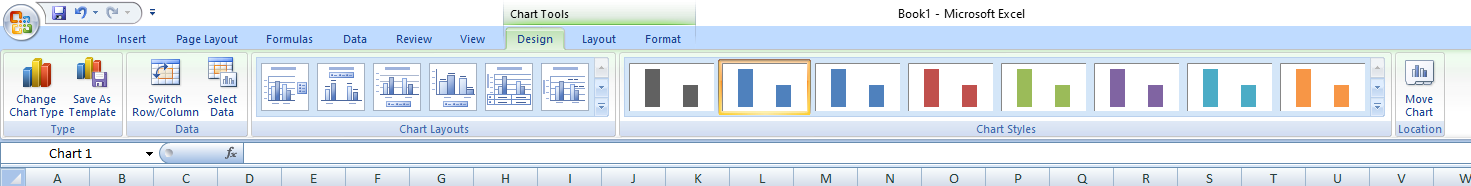 Chart Tools
Book1 - Microsoft Excel
Home Insert Page Layout Formulas Data Review View Design Layout Format
Change Chart Type
Save As Template
Switch Row/Column
Select Data
Move Chart
Type Data Chart Layouts Chart Styles Location
Chart 1 fx
A B C D E F G H I J K L M N O P Q R S T U V W